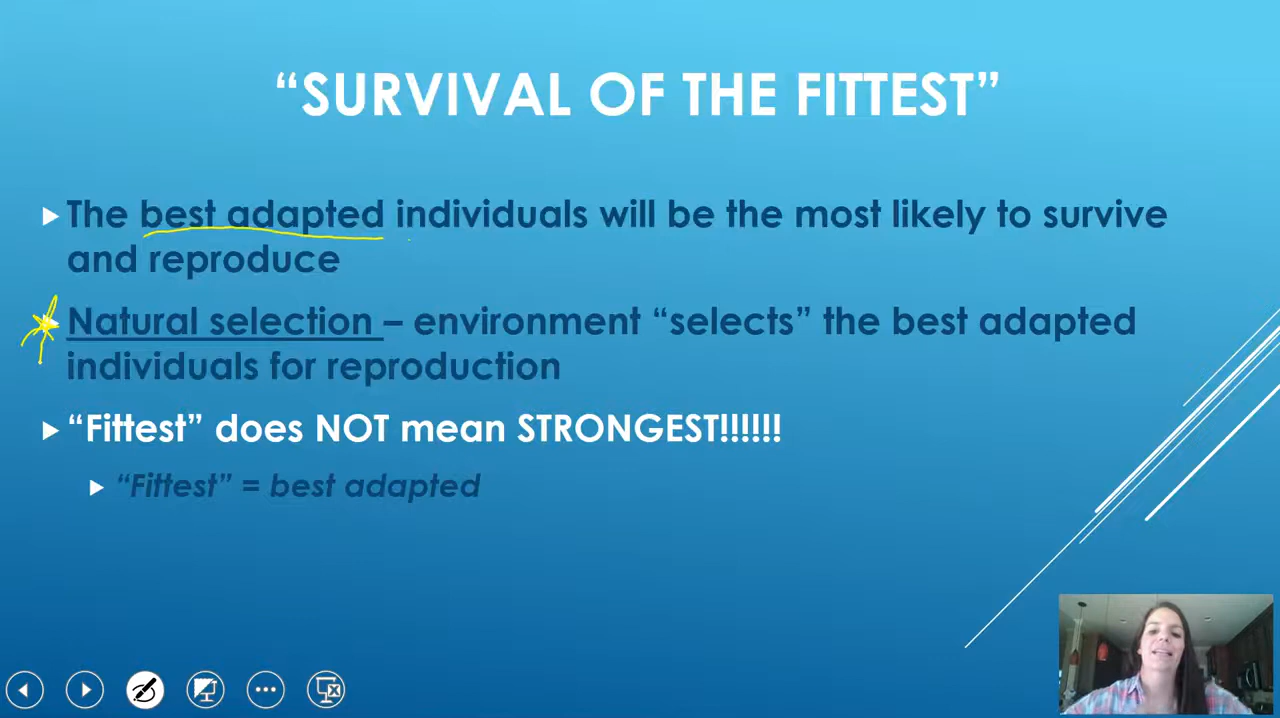 “SURVIVAL OF THE FITTEST”
The best adapted individuals will be the most likely to survive
and reproduce
Natural selection – environment “selects” the best adapted
individuals for reproduction
“Fittest” does NOT mean STRONGEST!!!!!!
“Fittest” = best adapted